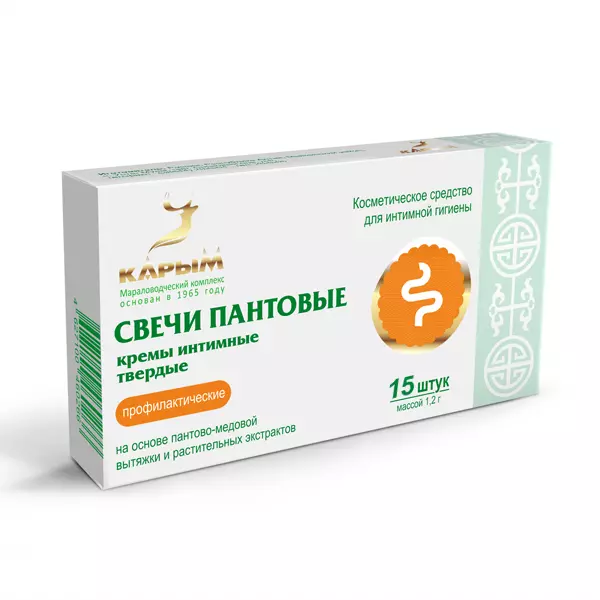 КАРЫМ
Мараловодческий комплекс
основан в 1965 году
Косметическое средство
для интимной гигиены
СВЕЧИ ПАНТОВЫЕ
кремы интимные
твердые
профилактические
на основе пантово-медовой
вытяжки и растительных экстрактов
15 штук
массой 1,2 г